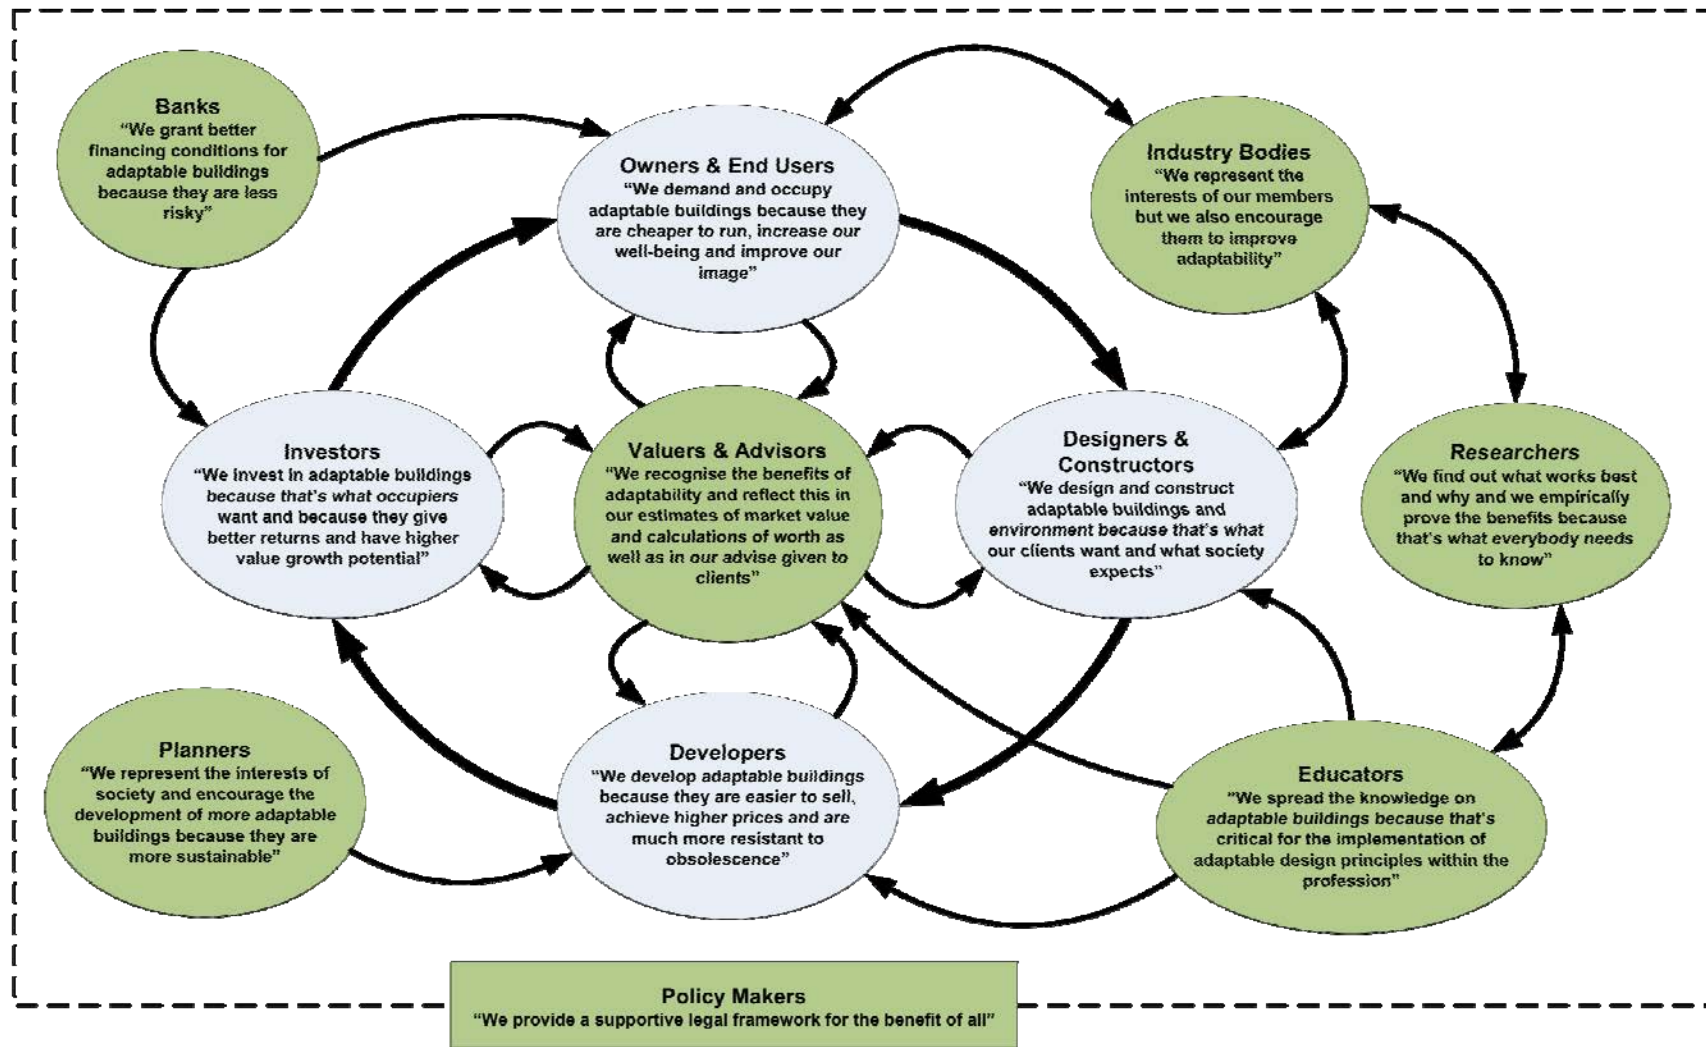 Banks
“We grant better
financing conditions for
adaptable buildings
because they are less
risky”
Owners & End Users
“We demand and occupy
adaptable buildings because they
are cheaper to run, increase our
well-being and improve our
image”
Industry Bodies
“We represent the
interests of our members
but we also encourage
them to improve
adaptability”
Investors
“We invest in adaptable buildings
because that’s what occupiers
want and because they give
better returns and have higher
value growth potential”
Valuers & Advisors
“We recognise the benefits of
adaptability and reflect this in
our estimates of market value
and calculations of worth as
well as in our advise given to
clients”
Designers &
Constructors
“We design and construct
adaptable buildings and
environment because that’s what
our clients want and what society
expects”
Researchers
“We find out what works best
and why and we empirically
prove the benefits because
that’s what everybody needs
to know”
Planners
“We represent the interests of
society and encourage the
development of more adaptable
buildings because they are
more sustainable”
Developers
“We develop adaptable buildings
because they are easier to sell,
achieve higher prices and are
much more resistant to
obsolescence”
Educators
“We spread the knowledge on
adaptable buildings because that’s
critical for the implementation of
adaptable design principles within the
profession”
Policy Makers
“We provide a supportive legal framework for the benefit of all”